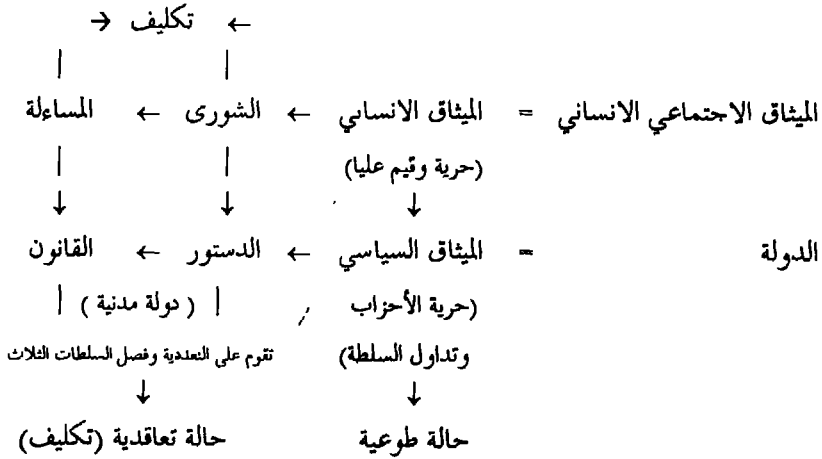 → تكليف ←
الميثاق الاجتماعي الانساني = الميثاق الانساني ← الشورى ← المساءلة
(حرية وقيم عليا)
الدولة = الميثاق السياسي ← الدستور ← القانون
(حرية الأحزاب | ( دولة مدنية ) |
وتداول السلطة) تقوم على التعددية وفصل السلطات الثلاث
حالة طوعية حالة تعاقدية (تكليف)